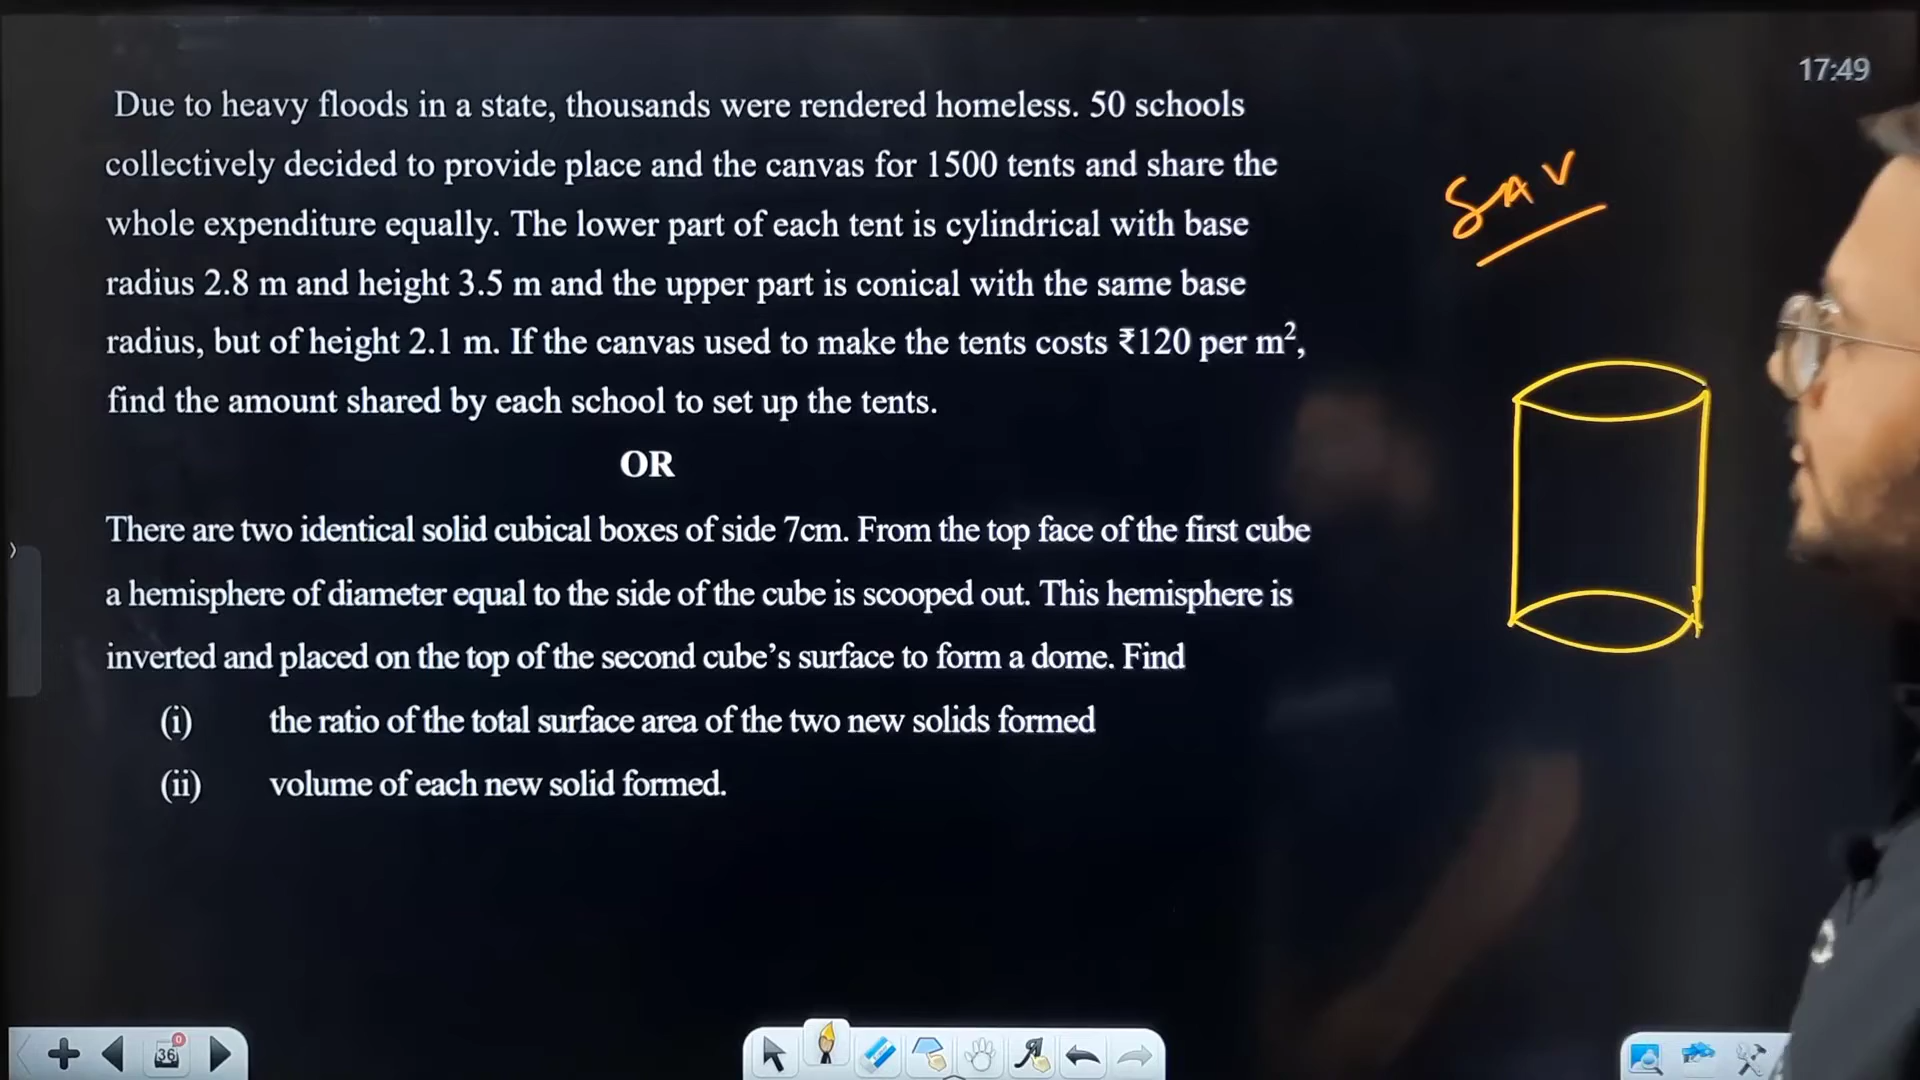 17:49
Due to heavy floods in a state, thousands were rendered homeless. 50 schools
collectively decided to provide place and the canvas for 1500 tents and share the
whole expenditure equally. The lower part of each tent is cylindrical with base
radius 2.8 m and height 3.5 m and the upper part is conical with the same base
radius, but of height 2.1 m. If the canvas used to make the tents costs ₹120 per m²,
find the amount shared by each school to set up the tents.
SAV
OR
There are two identical solid cubical boxes of side 7cm. From the top face of the first cube
a hemisphere of diameter equal to the side of the cube is scooped out. This hemisphere is
inverted and placed on the top of the second cube’s surface to form a dome. Find
(i) the ratio of the total surface area of the two new solids formed
(ii) volume of each new solid formed.
36
0